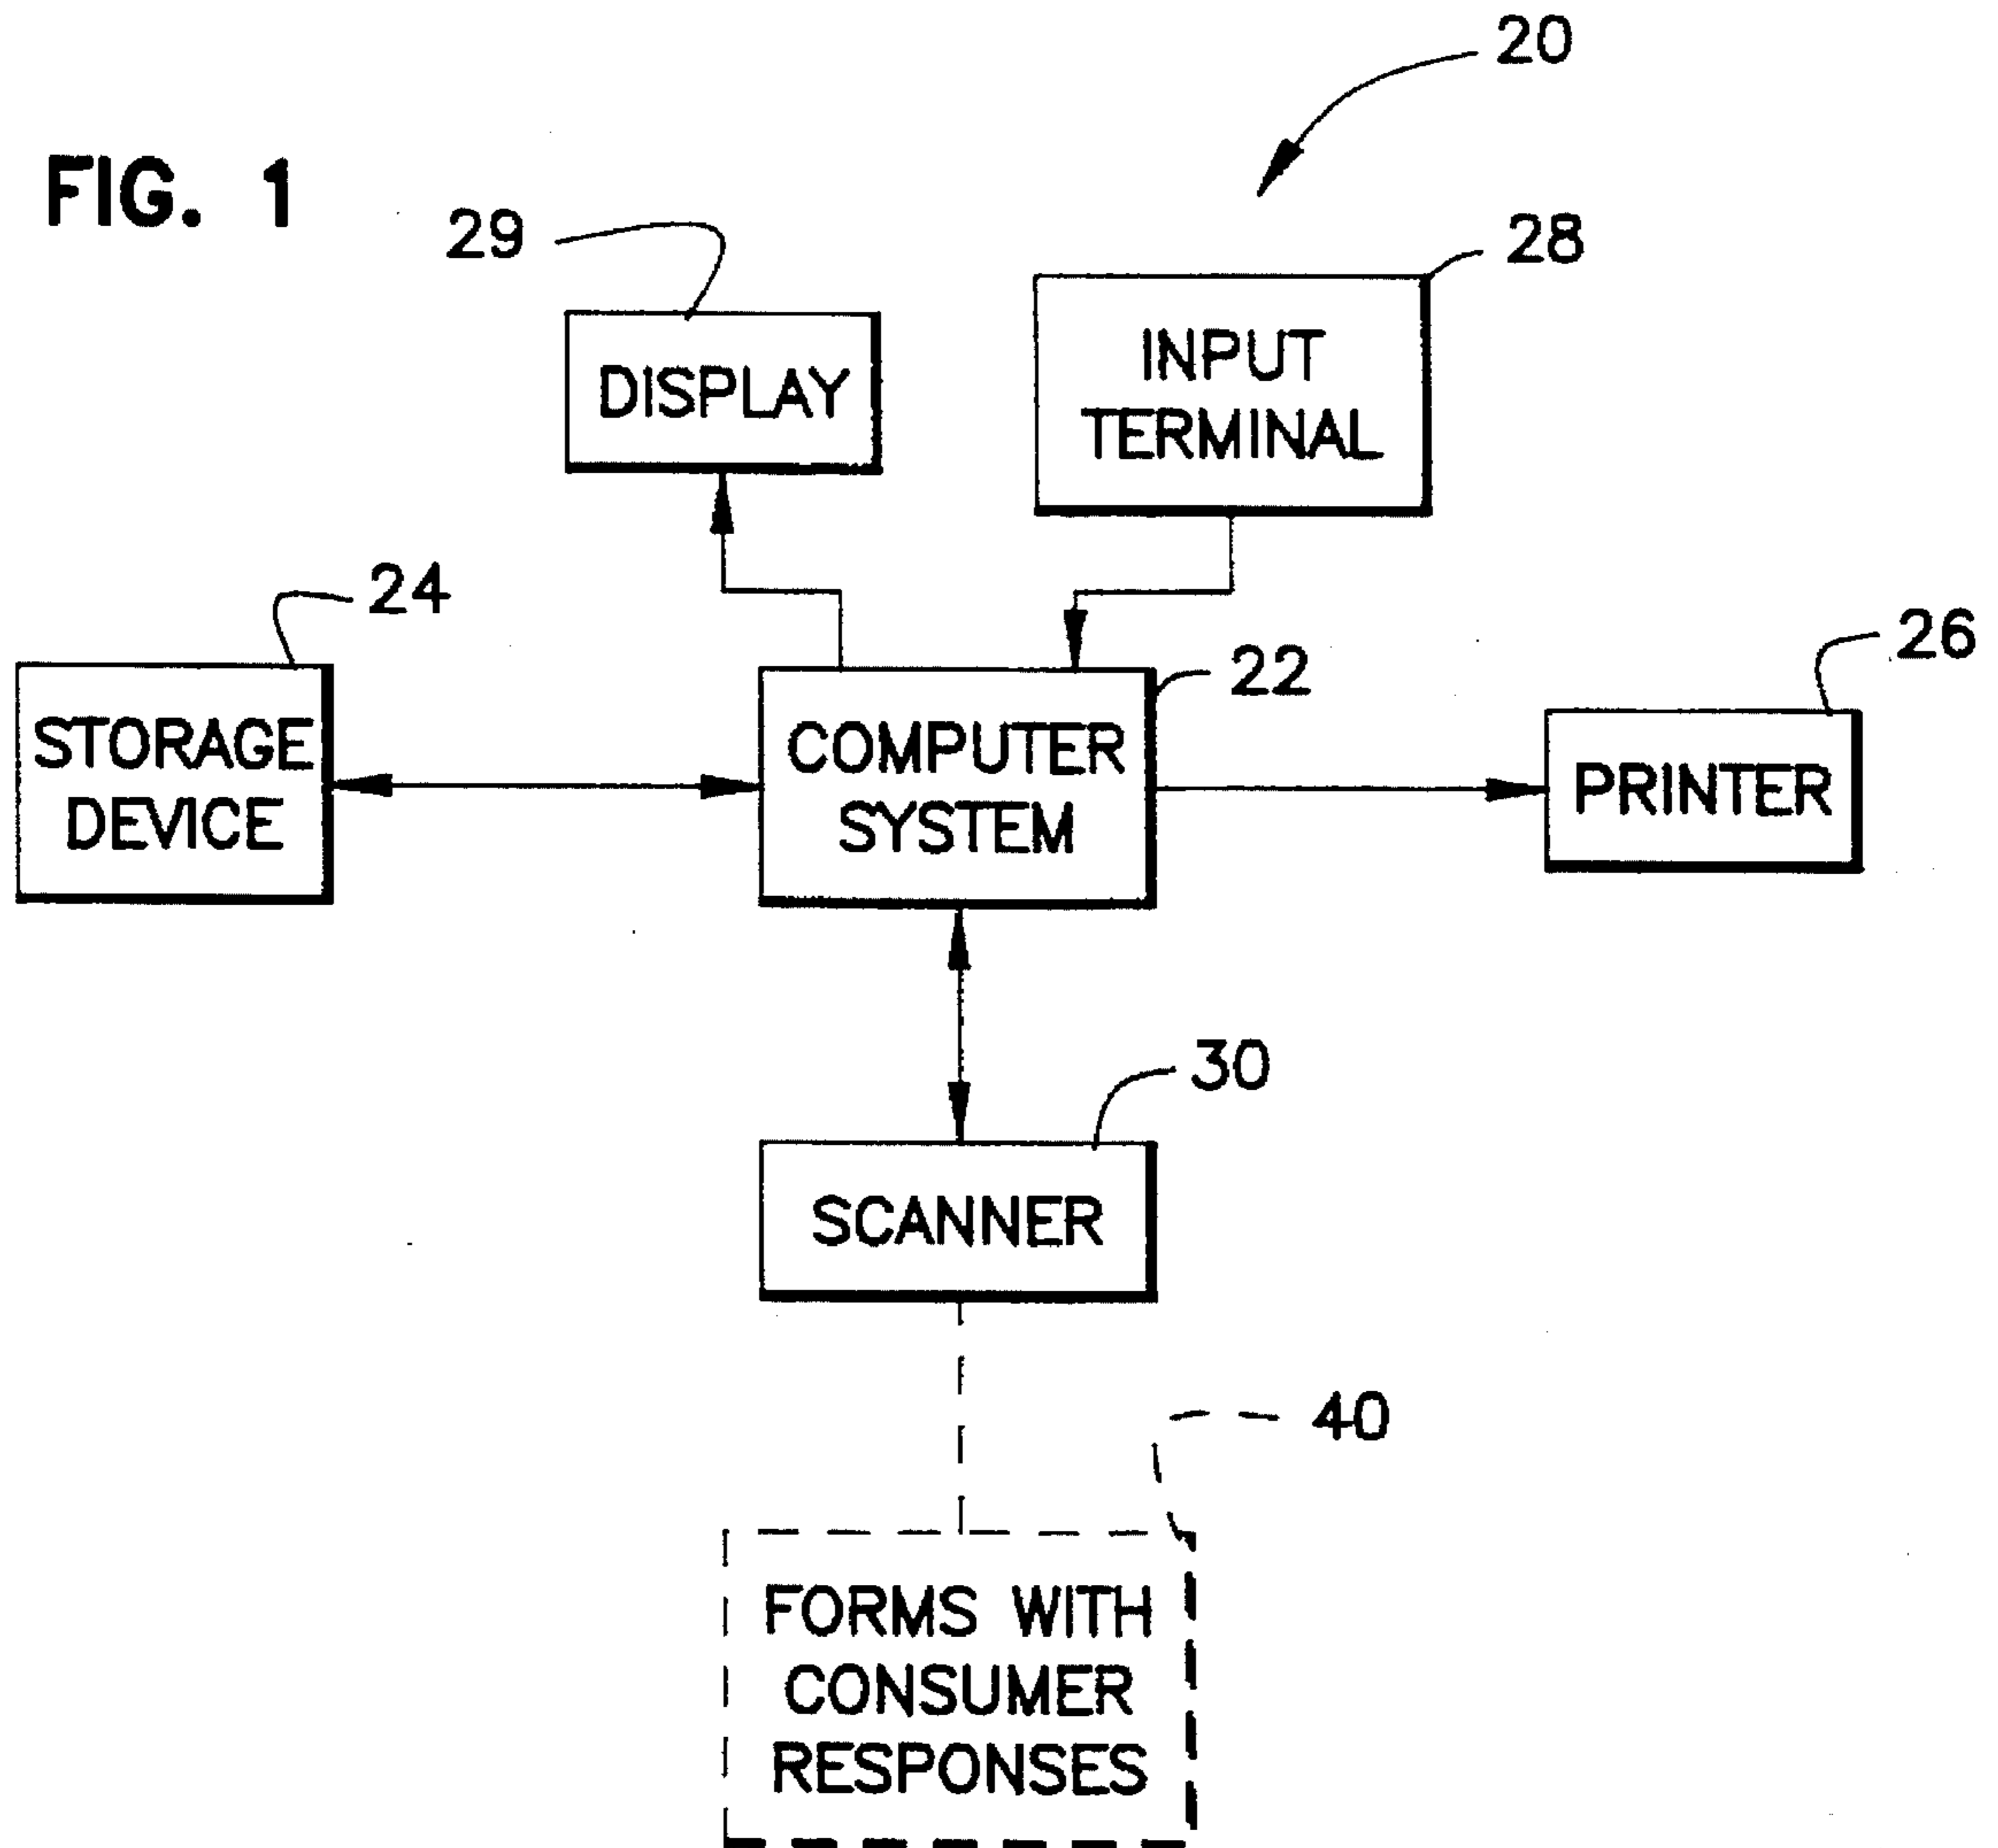 20
FIG. 1
29
28
DISPLAY
INPUT
TERMINAL
24
26
22
STORAGE
DEVICE
COMPUTER
SYSTEM
PRINTER
30
SCANNER
40
FORMS WITH
CONSUMER
RESPONSES